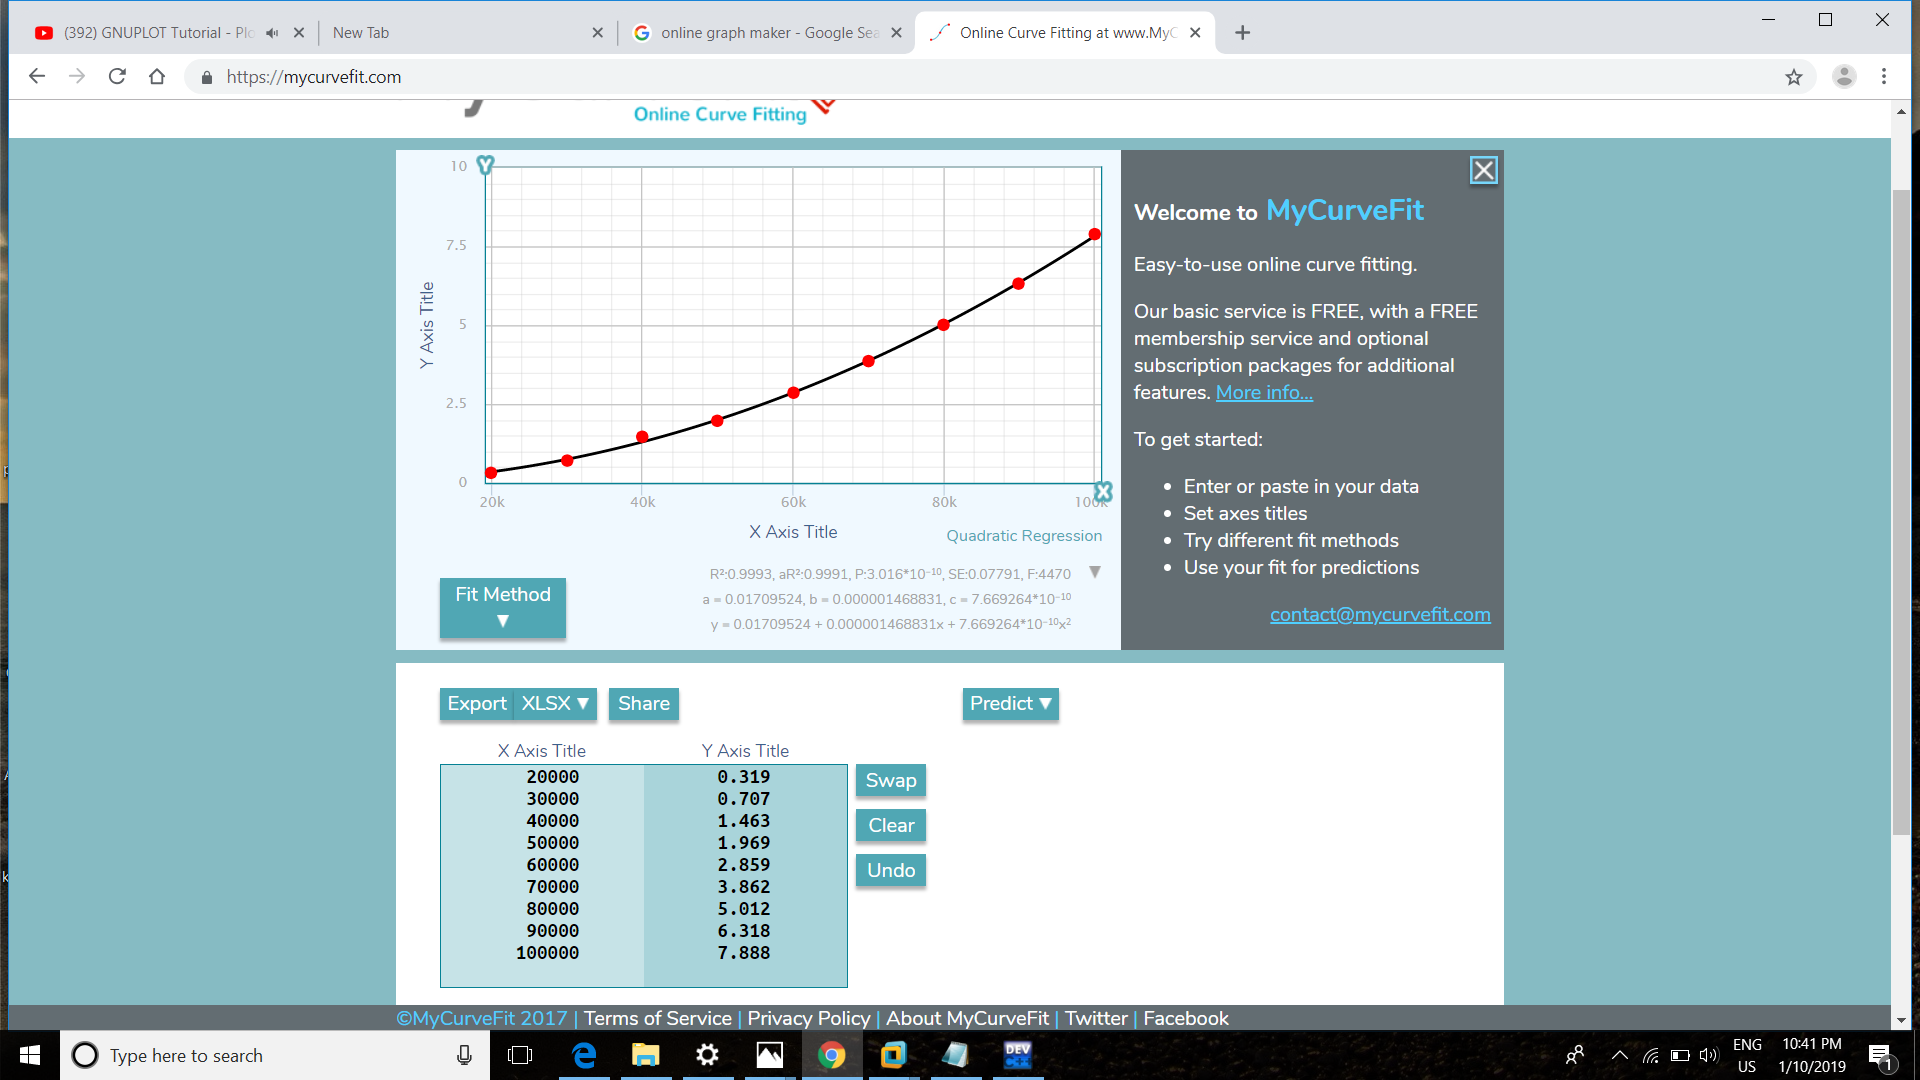 (392) GNUPLOT Tutorial - Plo
New Tab
online graph maker - Google Sea
Online Curve Fitting at www.MyC
https://mycurvefit.com
Online Curve Fitting
10
Y
7.5
5
2.5
0
Y Axis Title
20k 40k 60k 80k 100k
X
X Axis Title
Quadratic Regression
R²:0.9993, aR²:0.9991, P:3.016*10⁻¹⁰, SE:0.07791, F:4470 ▼
a = 0.01709524, b = 0.000001468831, c = 7.669264*10⁻¹⁰
y = 0.01709524 + 0.000001468831x + 7.669264*10⁻¹⁰x²
Fit Method
▼
Welcome to MyCurveFit
Easy-to-use online curve fitting.
Our basic service is FREE, with a FREE
membership service and optional
subscription packages for additional
features. More info...
To get started:
• Enter or paste in your data
• Set axes titles
• Try different fit methods
• Use your fit for predictions
contact@mycurvefit.com
Export XLSX ▼ Share
Predict ▼
X Axis Title Y Axis Title
20000 0.319
30000 0.707
40000 1.463
50000 1.969
60000 2.859
70000 3.862
80000 5.012
90000 6.318
100000 7.888
Swap
Clear
Undo
©MyCurveFit 2017 | Terms of Service | Privacy Policy | About MyCurveFit | Twitter | Facebook
Type here to search
DEV
C++
ENG
US
10:41 PM
1/10/2019
1